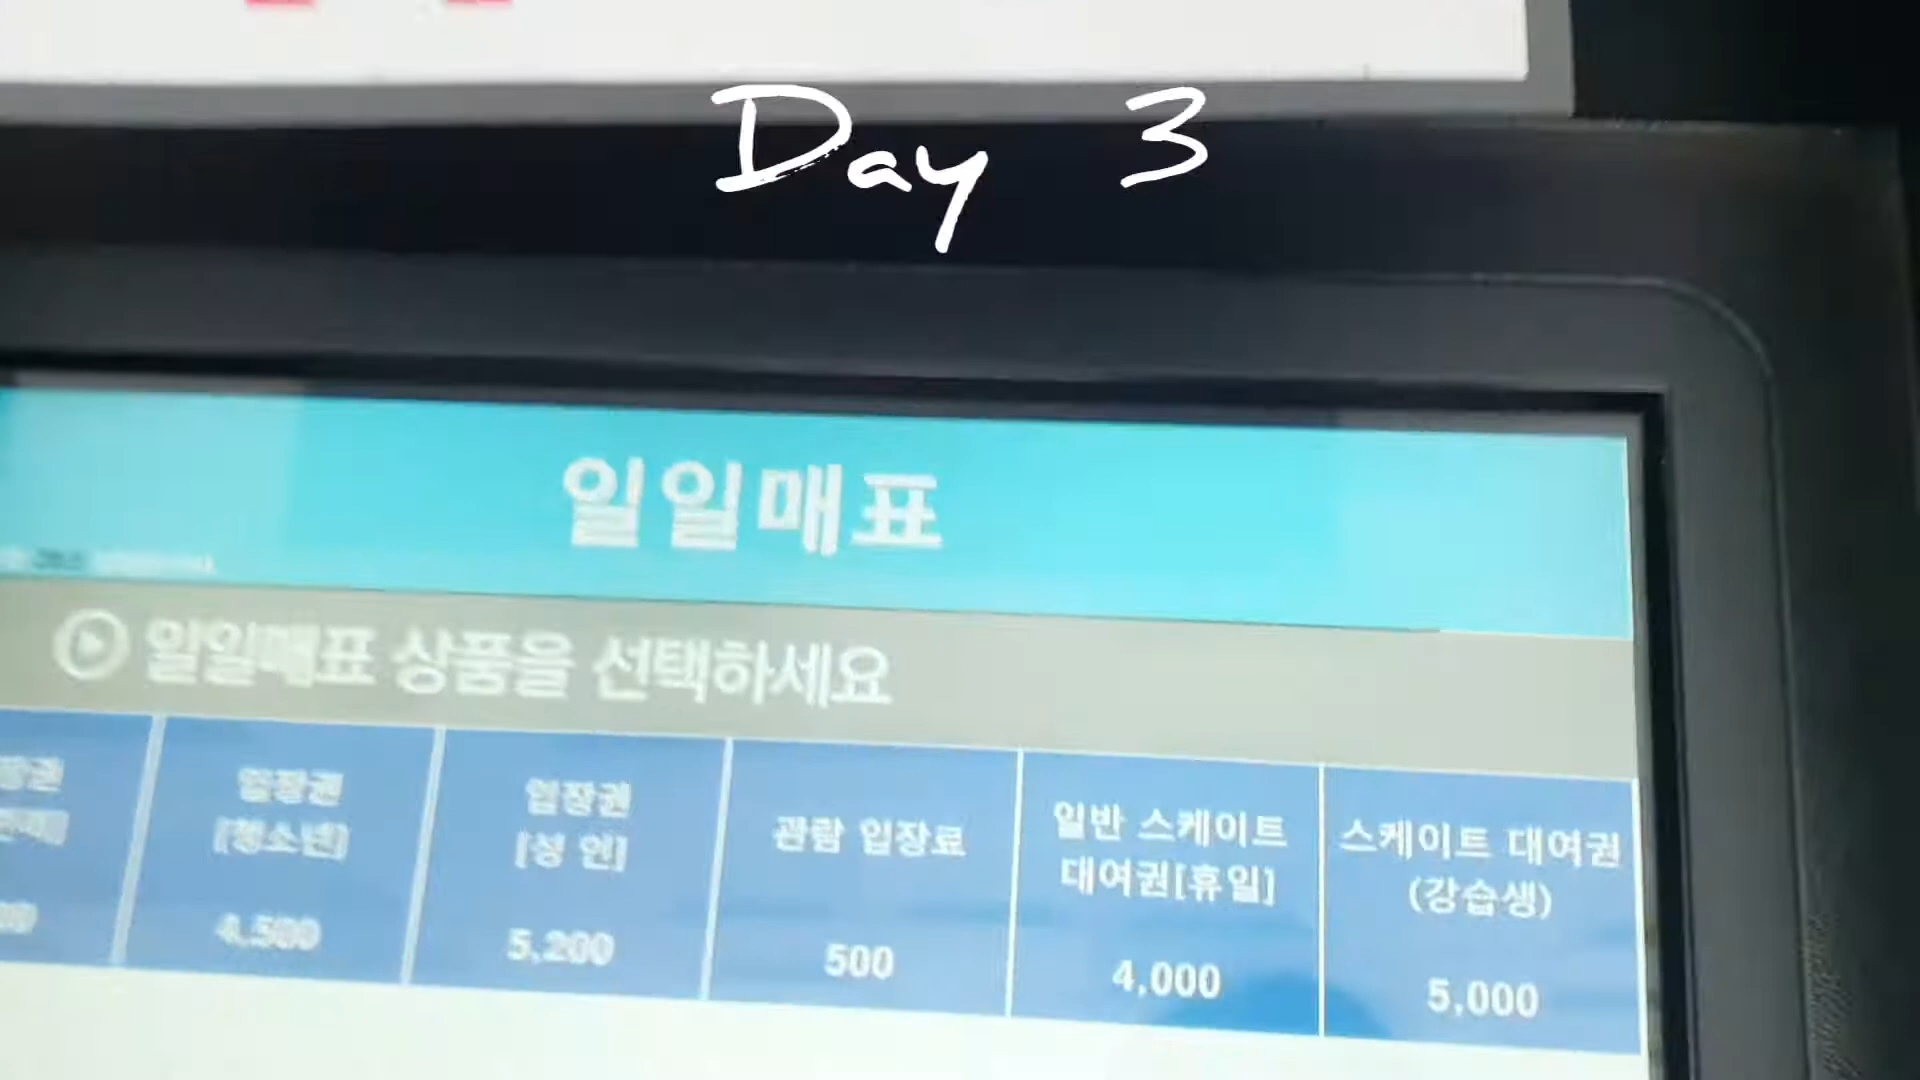 Day 3
일일매표
일일매표 상품을 선택하세요
입장권
[청소년]
4,500
입장권
[성 인]
5,200
관람 입장료
500
일반 스케이트
대여권[휴일]
4,000
스케이트 대여권
(강습생)
5,000